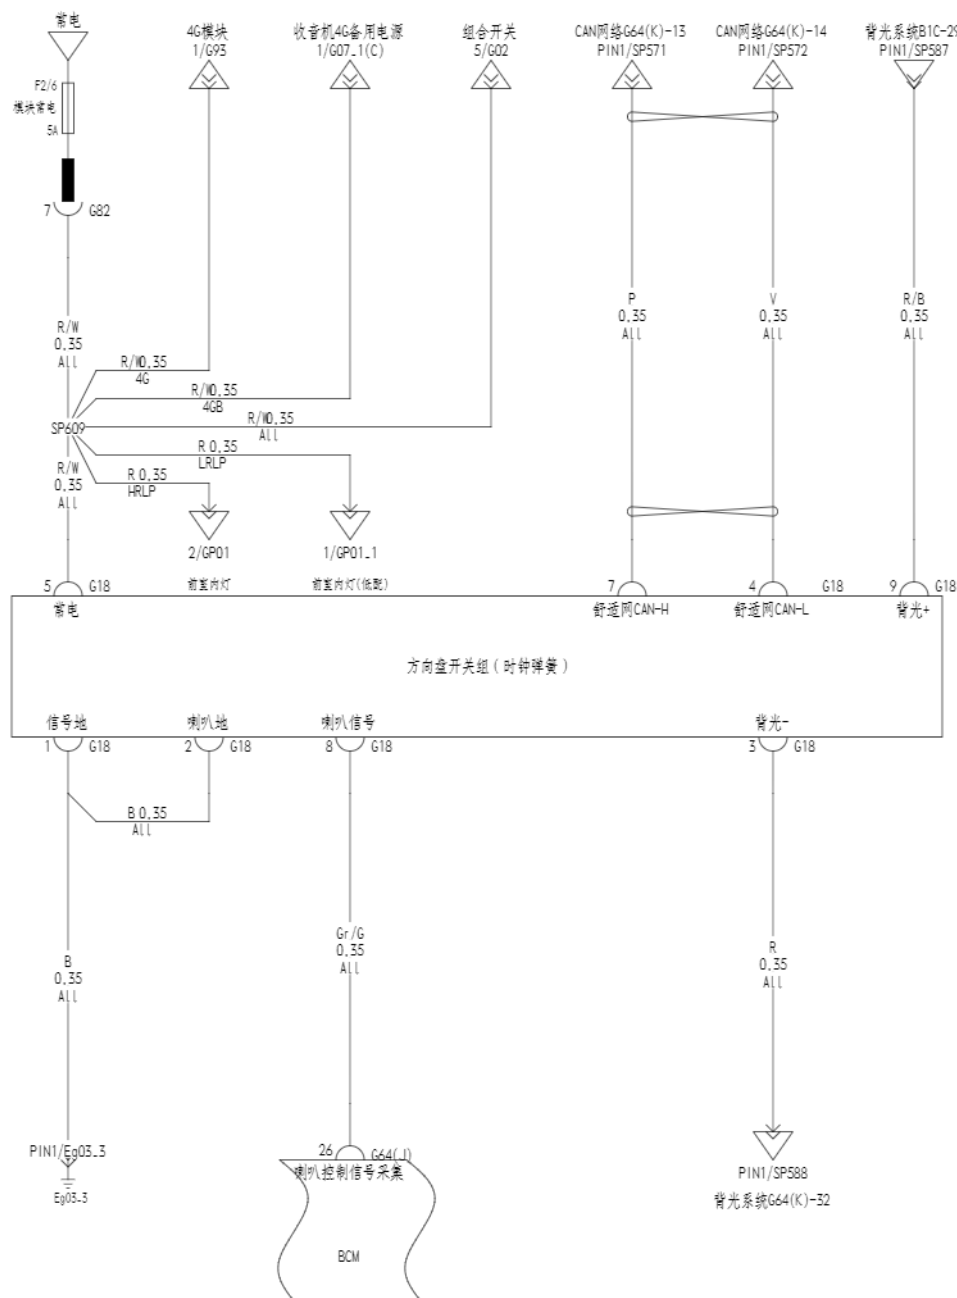 常电
4G模块
1/G93
收音机4G备用电源
1/G07_1(C)
组合开关
5/G02
CAN网络G64(K)-13
PIN1/SP571
CAN网络G64(K)-14
PIN1/SP572
背光系统B1C-29
PIN1/SP587
F2/6
模块常电
5A
7
G82
P
0.35
All
V
0.35
All
R/B
0.35
All
R/W
0.35
All
R/W0.35
4G
R/W0.35
4GB
R/W0.35
All
SP609
R 0.35
LRLP
R/W
0.35
All
R 0.35
HRLP
2/GP01
1/GP01_1
前室内灯
前室内灯(低配)
5
G18
7
4
G18
9
G18
常电
舒适网CAN-H
舒适网CAN-L
背光+
方向盘开关组(时钟弹簧)
信号地
喇叭地
喇叭信号
背光-
1
G18
2
G18
8
G18
3
G18
B 0.35
All
B
0.35
All
Gr/G
0.35
All
R
0.35
All
PIN1/Eg03_3
Eg03_3
26
G64(J)
喇叭控制信号采集
BCM
PIN1/SP588
背光系统G64(K)-32